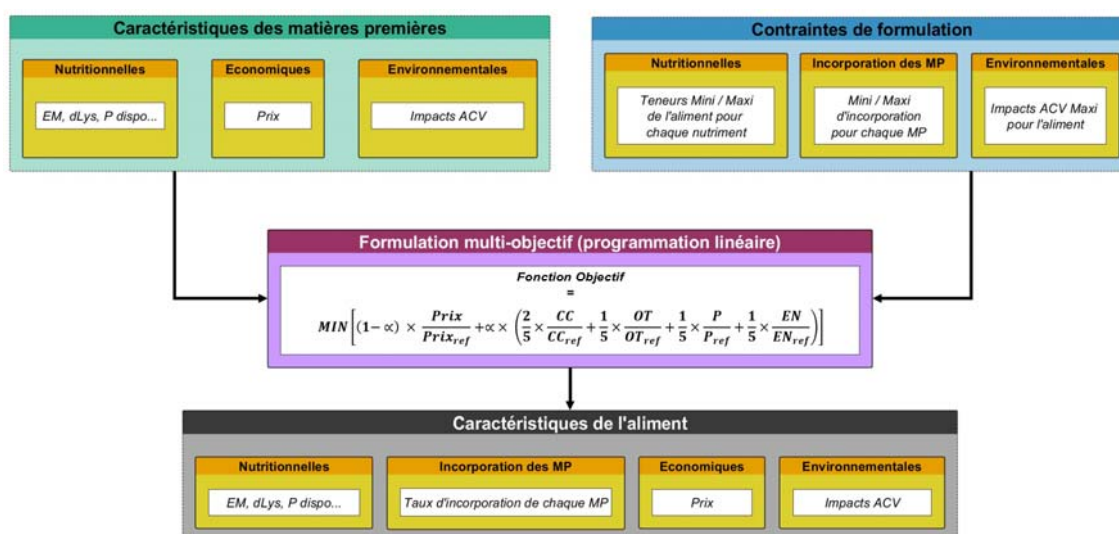 Caractéristiques des matières premières
Nutritionnelles
EM, dLys, P dispo...
Economiques
Prix
Environnementales
Impacts ACV
Contraintes de formulation
Nutritionnelles
Teneurs Mini / Maxi
de l'aliment pour
chaque nutriment
Incorporation des MP
Mini / Maxi
d'incorporation
pour chaque MP
Environnementales
Impacts ACV Maxi
pour l'aliment
Formulation multi-objectif (programmation linéaire)
Fonction Objectif
=
MIN[(1-∝) × Prix/Prix_ref +∝ × (2/5 × CC/CC_ref + 1/5 × OT/OT_ref + 1/5 × P/P_ref + 1/5 × EN/EN_ref)]
Caractéristiques de l'aliment
Nutritionnelles
EM, dLys, P dispo...
Incorporation des MP
Taux d'incorporation de chaque MP
Economiques
Prix
Environnementales
Impacts ACV